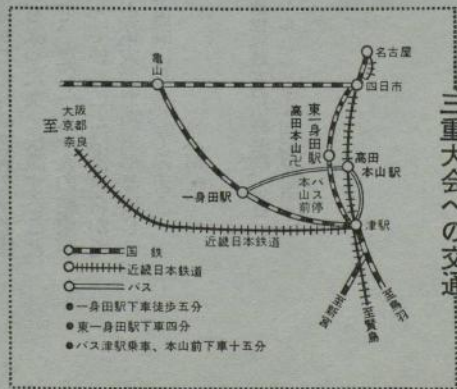 三重大会への交通
名古屋
亀山
四日市
至
大阪
京都
奈良
東一身田駅
高田本山卍
高田
本山駅
バス停
本山前
一身田駅
津駅
近畿日本鉄道
国鉄
近畿日本鉄道
バス
至鳥羽
至賢島
●一身田駅下車徒歩五分
●東一身田駅下車四分
●バス津駅乗車、本山前下車十五分